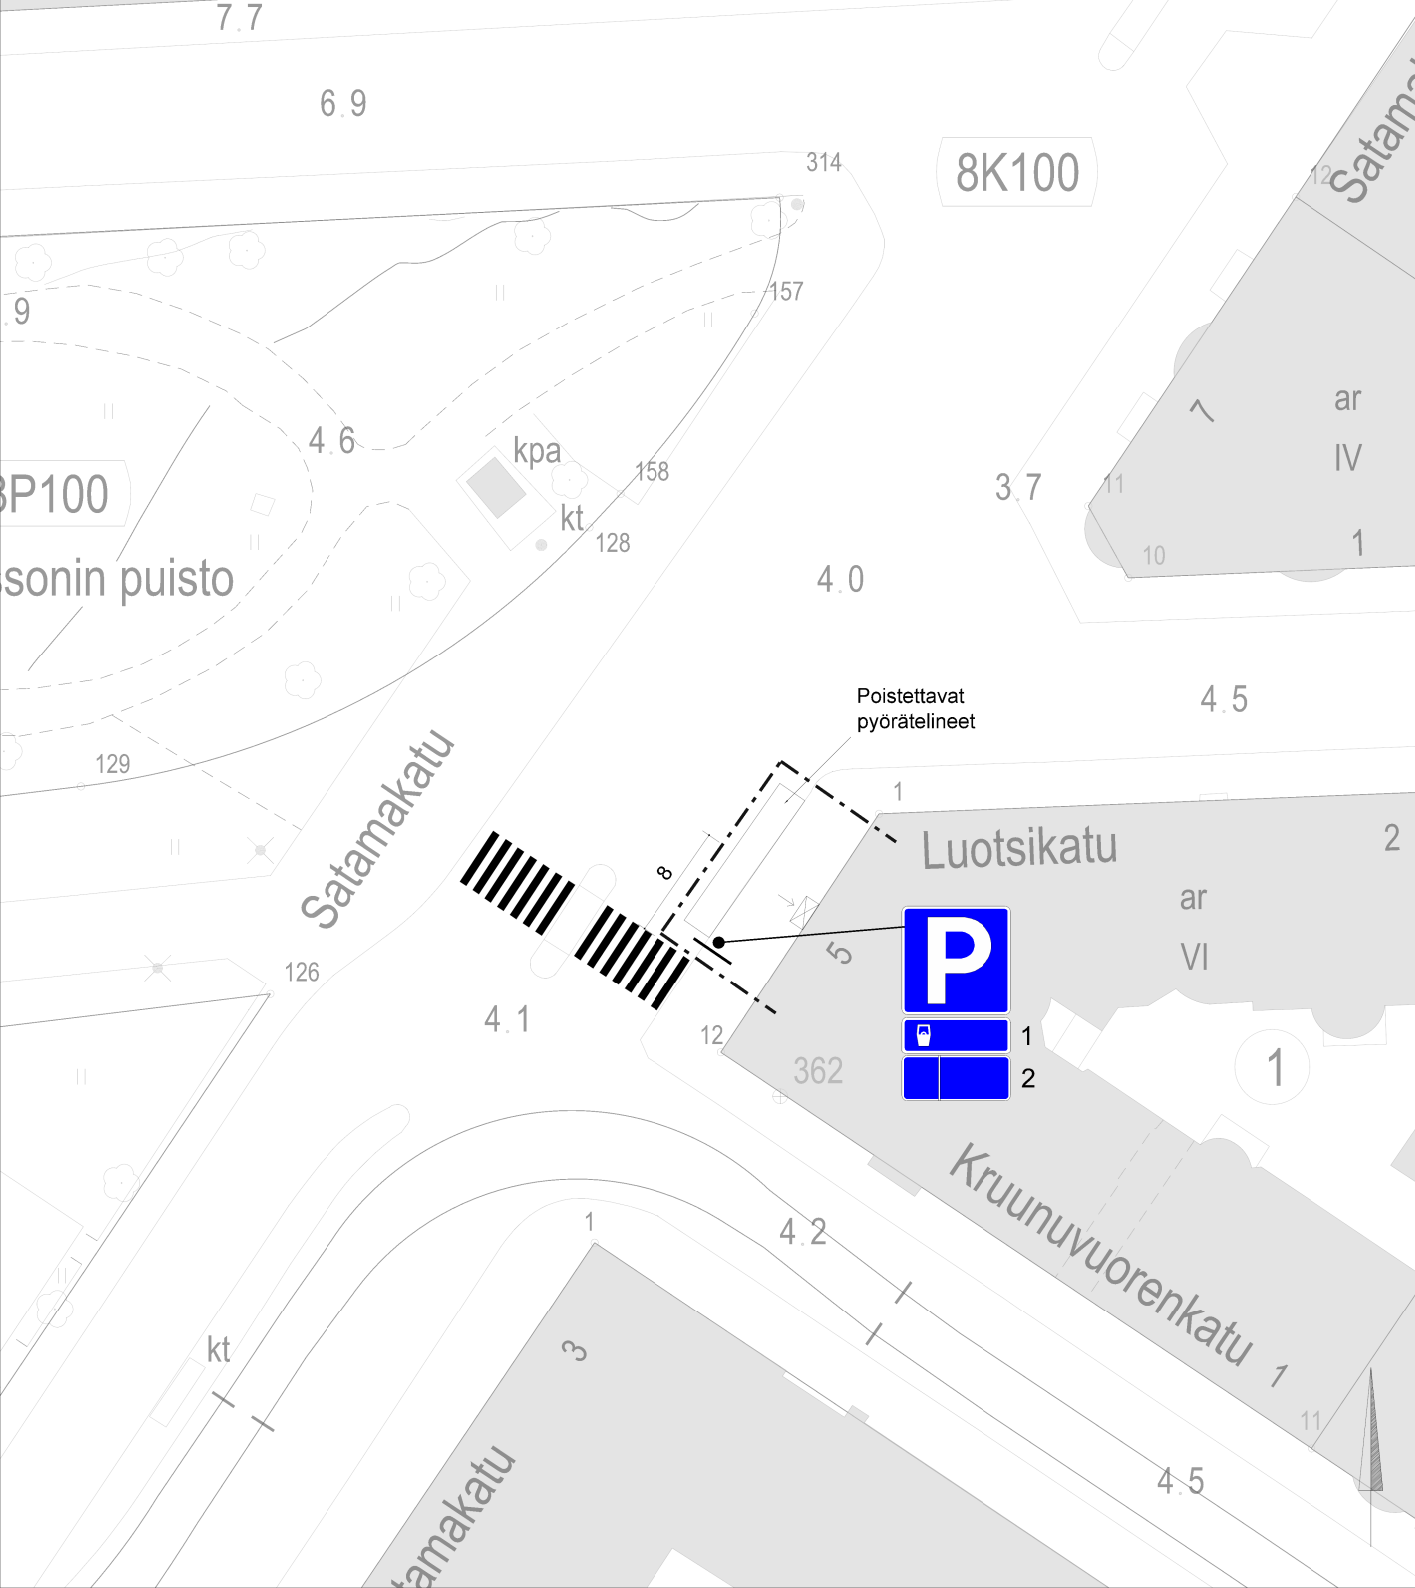 7.7
6.9
314
8K100
12
Satama
157
.9
4.6
kpa
158
kt
128
3P100
ssonin puisto
3.7
11
10
7
ar
IV
1
4.0
Poistettavat
pyörätelineet
4.5
129
Satamakatu
1
Luotsikatu
2
ar
VI
8
5
P
1
2
126
4.1
12
362
1
Kruunuvuorenkatu 1
1
4.2
3
kt
11
4.5
tamakatu